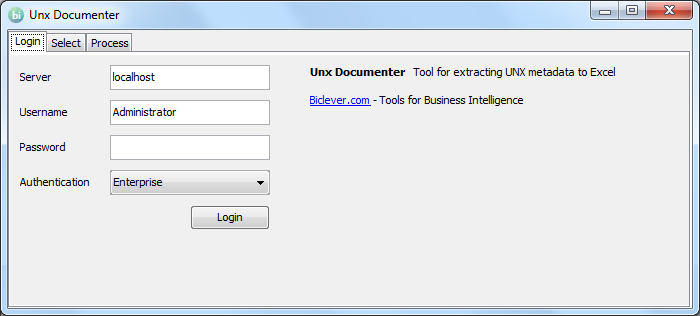 bi Unx Documenter
Login Select Process
Server localhost
Unx Documenter Tool for extracting UNX metadata to Excel
Username Administrator
Biclever.com - Tools for Business Intelligence
Password
Authentication Enterprise
Login